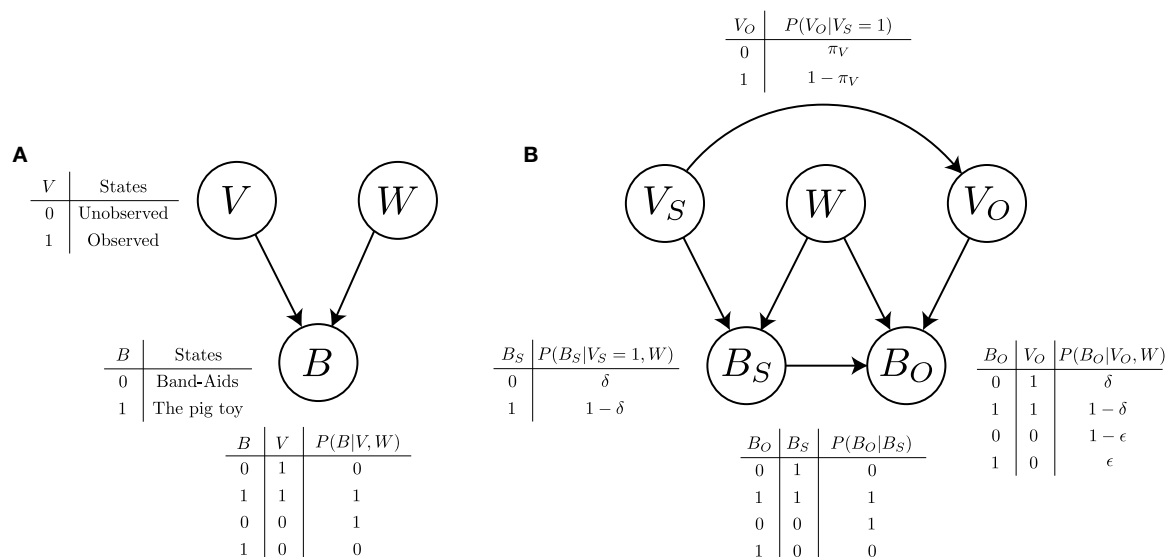 V_O P(V_O|V_S = 1)
0 π_V
1 1 − π_V
A
B
V States
0 Unobserved
1 Observed
V
W
V_S
W
V_O
B States
0 Band-Aids
1 The pig toy
B
B_S P(B_S|V_S = 1, W)
0 δ
1 1 − δ
B_S
B_O
B_O V_O P(B_O|V_O, W)
0 1 δ
1 1 1 − δ
0 0 1 − ϵ
1 0 ϵ
B V P(B|V, W)
0 1 0
1 1 1
0 0 1
1 0 0
B_O B_S P(B_O|B_S)
0 1 0
1 1 1
0 0 1
1 0 0